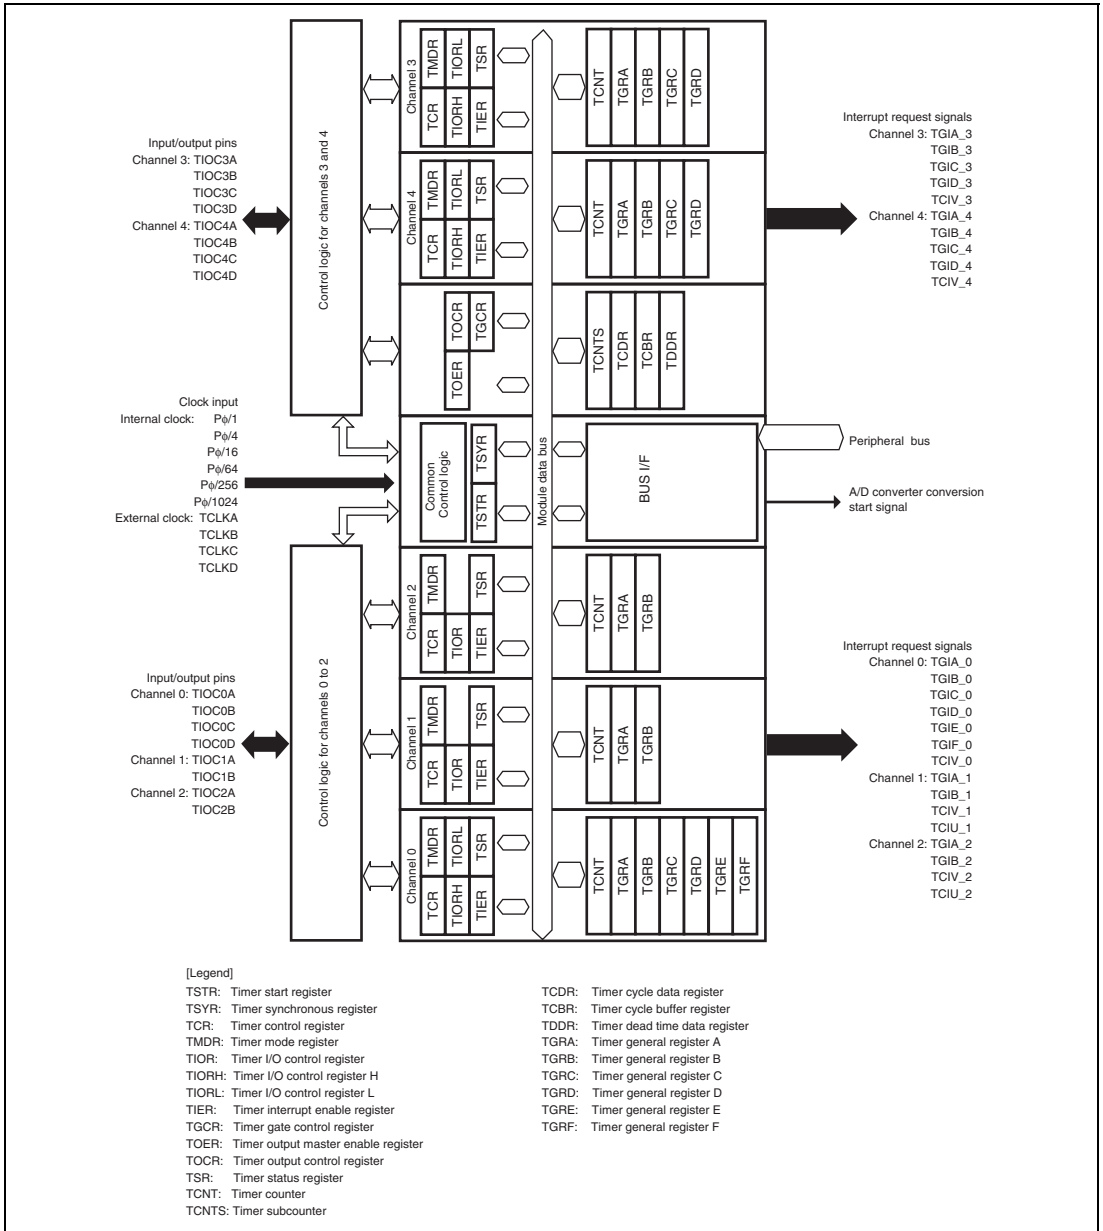 Input/output pins
Channel 3: TIOC3A
TIOC3B
TIOC3C
TIOC3D
Channel 4: TIOC4A
TIOC4B
TIOC4C
TIOC4D
Clock input
Internal clock: Pφ/1
Pφ/4
Pφ/16
Pφ/64
Pφ/256
Pφ/1024
External clock: TCLKA
TCLKB
TCLKC
TCLKD
Input/output pins
Channel 0: TIOC0A
TIOC0B
TIOC0C
TIOC0D
Channel 1: TIOC1A
TIOC1B
Channel 2: TIOC2A
TIOC2B
Control logic for channels 3 and 4
Control logic for channels 0 to 2
Channel 3
TCR
TMDR
TIORH
TIORL
TIER
TSR
TCNT
TGRA
TGRB
TGRC
TGRD
Channel 4
TCR
TMDR
TIORH
TIORL
TIER
TSR
TCNT
TGRA
TGRB
TGRC
TGRD
TOER
TOCR
TGCR
TCNTS
TCDR
TCBR
TDDR
Common
Control logic
TSTR
TSYR
Module data bus
BUS I/F
Channel 2
TCR
TMDR
TIOR
TIER
TSR
TCNT
TGRA
TGRB
Channel 1
TCR
TMDR
TIOR
TIER
TSR
TCNT
TGRA
TGRB
Channel 0
TCR
TMDR
TIORH
TIORL
TIER
TSR
TCNT
TGRA
TGRB
TGRC
TGRD
TGRE
TGRF
Interrupt request signals
Channel 3: TGIA_3
TGIB_3
TGIC_3
TGID_3
TCIV_3
Channel 4: TGIA_4
TGIB_4
TGIC_4
TGID_4
TCIV_4
Peripheral bus
A/D converter conversion
start signal
Interrupt request signals
Channel 0: TGIA_0
TGIB_0
TGIC_0
TGID_0
TGIE_0
TGIF_0
TCIV_0
Channel 1: TGIA_1
TGIB_1
TCIV_1
TCIU_1
Channel 2: TGIA_2
TGIB_2
TCIV_2
TCIU_2
[Legend]
TSTR: Timer start register
TSYR: Timer synchronous register
TCR: Timer control register
TMDR: Timer mode register
TIOR: Timer I/O control register
TIORH: Timer I/O control register H
TIORL: Timer I/O control register L
TIER: Timer interrupt enable register
TGCR: Timer gate control register
TOER: Timer output master enable register
TOCR: Timer output control register
TSR: Timer status register
TCNT: Timer counter
TCNTS: Timer subcounter
TCDR: Timer cycle data register
TCBR: Timer cycle buffer register
TDDR: Timer dead time data register
TGRA: Timer general register A
TGRB: Timer general register B
TGRC: Timer general register C
TGRD: Timer general register D
TGRE: Timer general register E
TGRF: Timer general register F